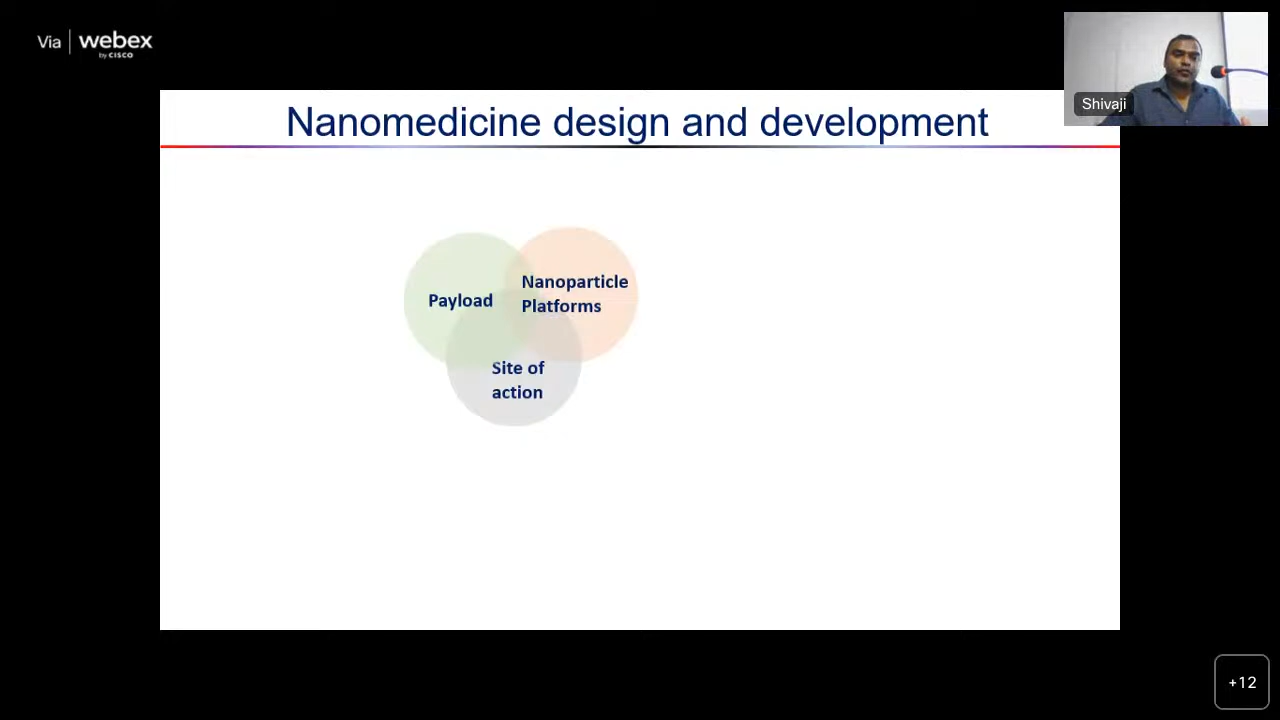 Via webex
by CISCO
Shivaji
Nanomedicine design and development
Payload
Nanoparticle
Platforms
Site of
action
+12